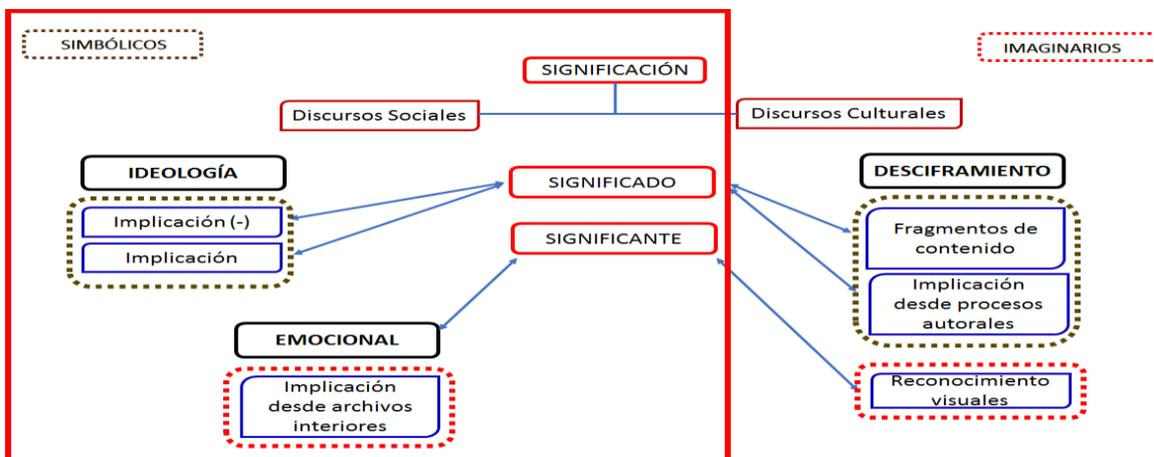 SIMBÓLICOS
IMAGINARIOS
SIGNIFICACIÓN
Discursos Sociales
Discursos Culturales
IDEOLOGÍA
Implicación (-)
Implicación
SIGNIFICADO
SIGNIFICANTE
DESCIFRAMIENTO
Fragmentos de
contenido
Implicación
desde procesos
autorales
EMOCIONAL
Implicación
desde archivos
interiores
Reconocimiento
visuales